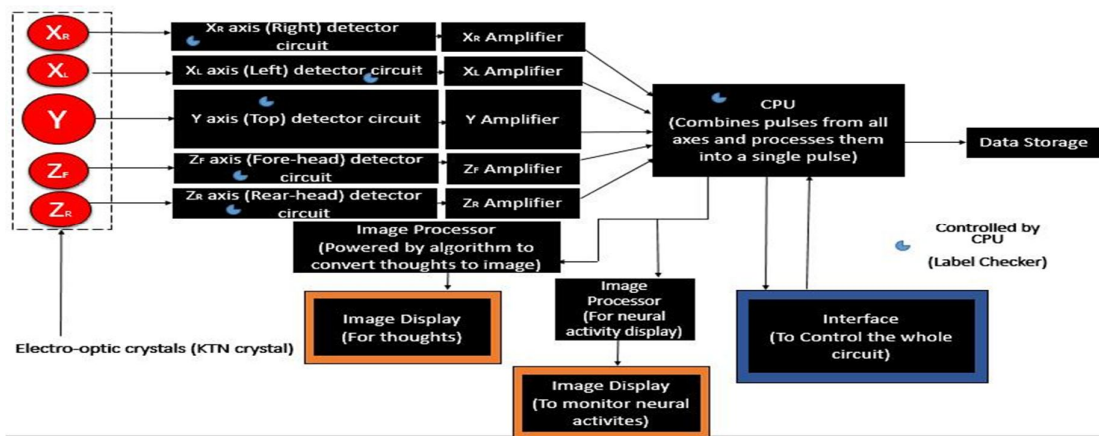 XR
XR axis (Right) detector
circuit
XR Amplifier
XL
XL axis (Left) detector circuit
XL Amplifier
Y
Y axis (Top) detector circuit
Y Amplifier
ZF
ZF axis (Fore-head) detector
circuit
ZF Amplifier
ZR
ZR axis (Rear-head) detector
circuit
ZR Amplifier
CPU
(Combines pulses from all
axes and processes them
into a single pulse)
Data Storage
Image Processor
(Powered by algorithm to
convert thoughts to image)
Controlled by
CPU
(Label Checker)
Image
Processor
(For neural
activity display)
Image Display
(For thoughts)
Interface
(To Control the whole
circuit)
Electro-optic crystals (KTN crystal)
Image Display
(To monitor neural
activites)